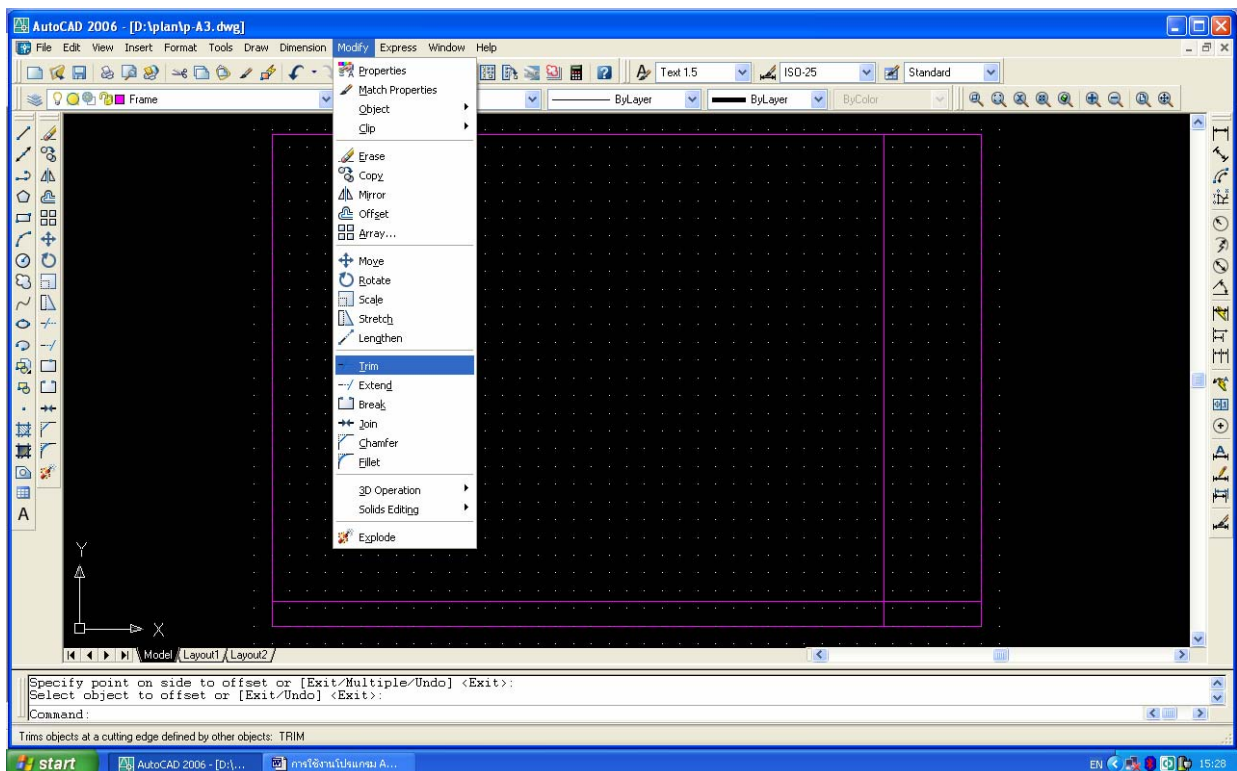 AutoCAD 2006 - [D:\plan\p-A3.dwg]
File Edit View Insert Format Tools Draw Dimension Modify Express Window Help
Text 1.5 ISO-25 Standard
Frame ByLayer ByLayer ByColor
Properties
Match Properties
Object
Clip
Erase
Copy
Mirror
Offset
Array...
Move
Rotate
Scale
Stretch
Lengthen
Trim
Extend
Break
Join
Chamfer
Fillet
3D Operation
Solids Editing
Explode
A
Y
X
Model Layout1 Layout2
Specify point on side to offset or [Exit/Multiple/Undo] <Exit>:
Select object to offset or [Exit/Undo] <Exit>:
Command:
Trims objects at a cutting edge defined by other objects: TRIM
start AutoCAD 2006 - [D:\... การใช้งานโปรแกรม A... EN 15:28